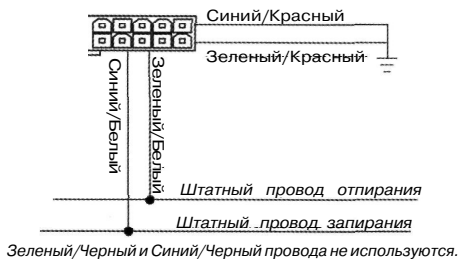 Синий/Красный
Зеленый/Красный
Синий/Белый
Зеленый/Белый
Штатный провод отпирания
Штатный провод запирания
Зеленый/Черный и Синий/Черный провода не используются.